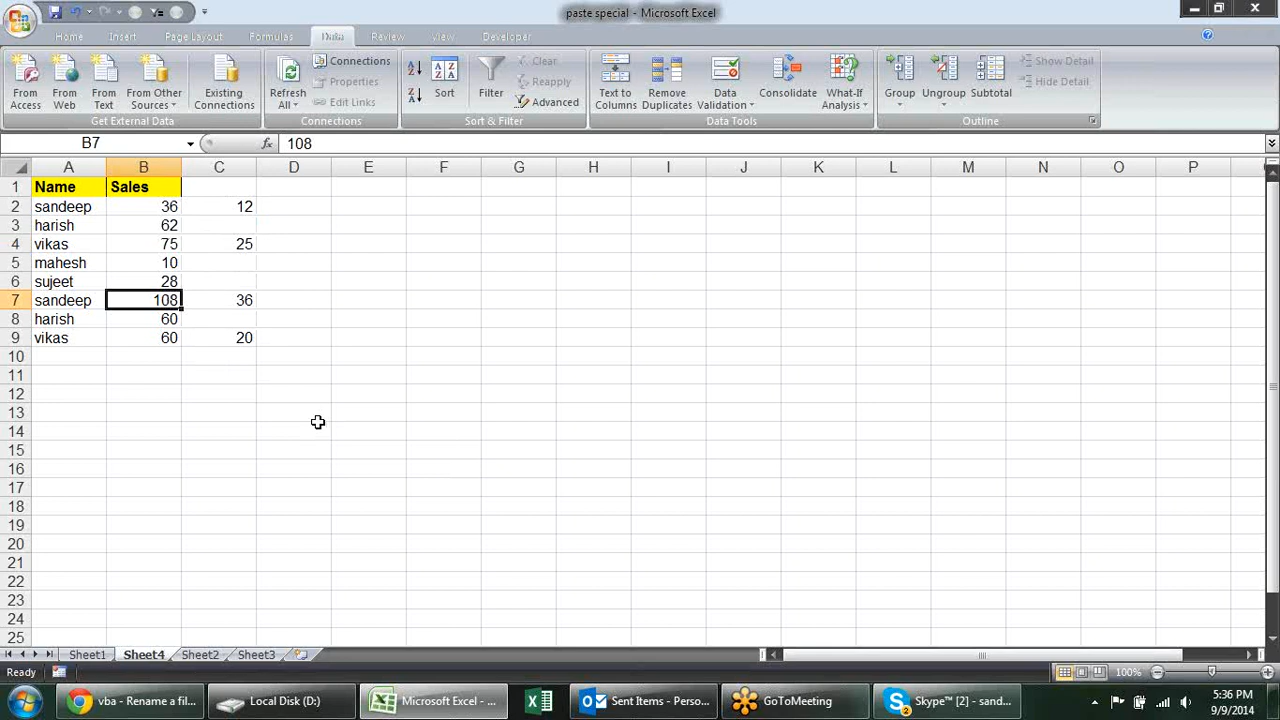 paste special - Microsoft Excel
Home Insert Page Layout Formulas Data Review View Developer
From Access
From Web
From Text
From Other Sources
Existing Connections
Get External Data
Refresh All
Connections
Properties
Edit Links
Connections
Sort
Filter
Clear
Reapply
Advanced
Sort & Filter
Text to Columns
Remove Duplicates
Data Validation
Consolidate
What-If Analysis
Data Tools
Group
Ungroup
Subtotal
Show Detail
Hide Detail
Outline
B7 fx 108
A B C D E F G H I J K L M N O P
1 Name Sales
2 sandeep 36 12
3 harish 62
4 vikas 75 25
5 mahesh 10
6 sujeet 28
7 sandeep 108 36
8 harish 60
9 vikas 60 20
10
11
12
13
14
15
16
17
18
19
20
21
22
23
24
25
Sheet1 Sheet4 Sheet2 Sheet3
Ready 100%
vba - Rename a fil... Local Disk (D:) Microsoft Excel - ... Sent Items - Perso... GoToMeeting Skype™ [2] - sand...
5:36 PM
9/9/2014